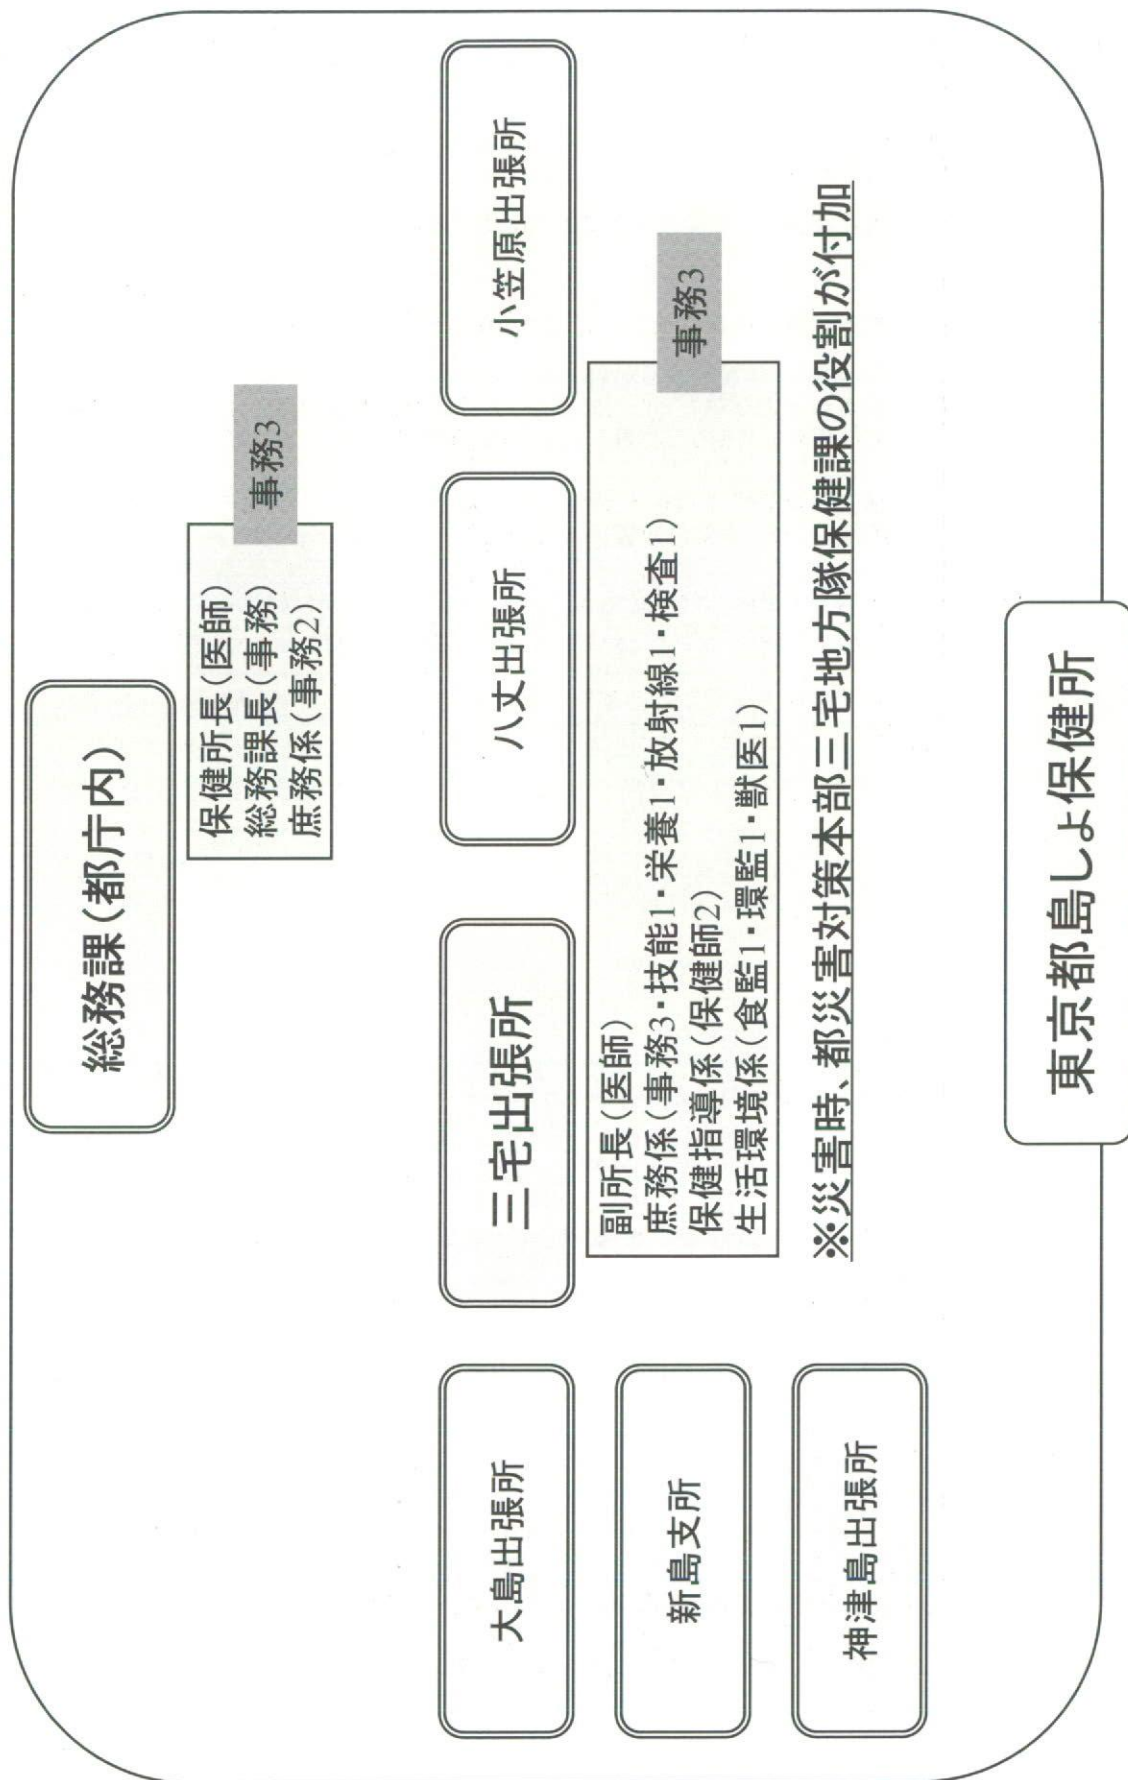 総務課(都庁内)
保健所長(医師)
総務課長(事務)
庶務係(事務2)
事務3
大島出張所
三宅出張所
八丈出張所
小笠原出張所
新島支所
神津島出張所
副所長(医師)
庶務係(事務3・技能1・栄養1・放射線1・検査1)
保健指導係(保健師2)
生活環境係(食監1・環監1・獣医1)
事務3
※災害時、都災害対策本部三宅地方隊保健課の役割が付加
東京都島しょ保健所